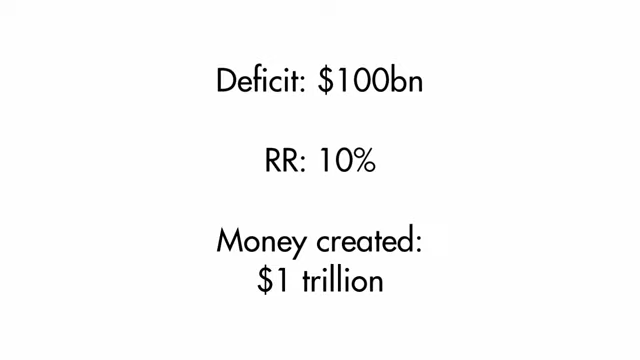 Deficit: $100bn
RR: 10%
Money created:
$1 trillion